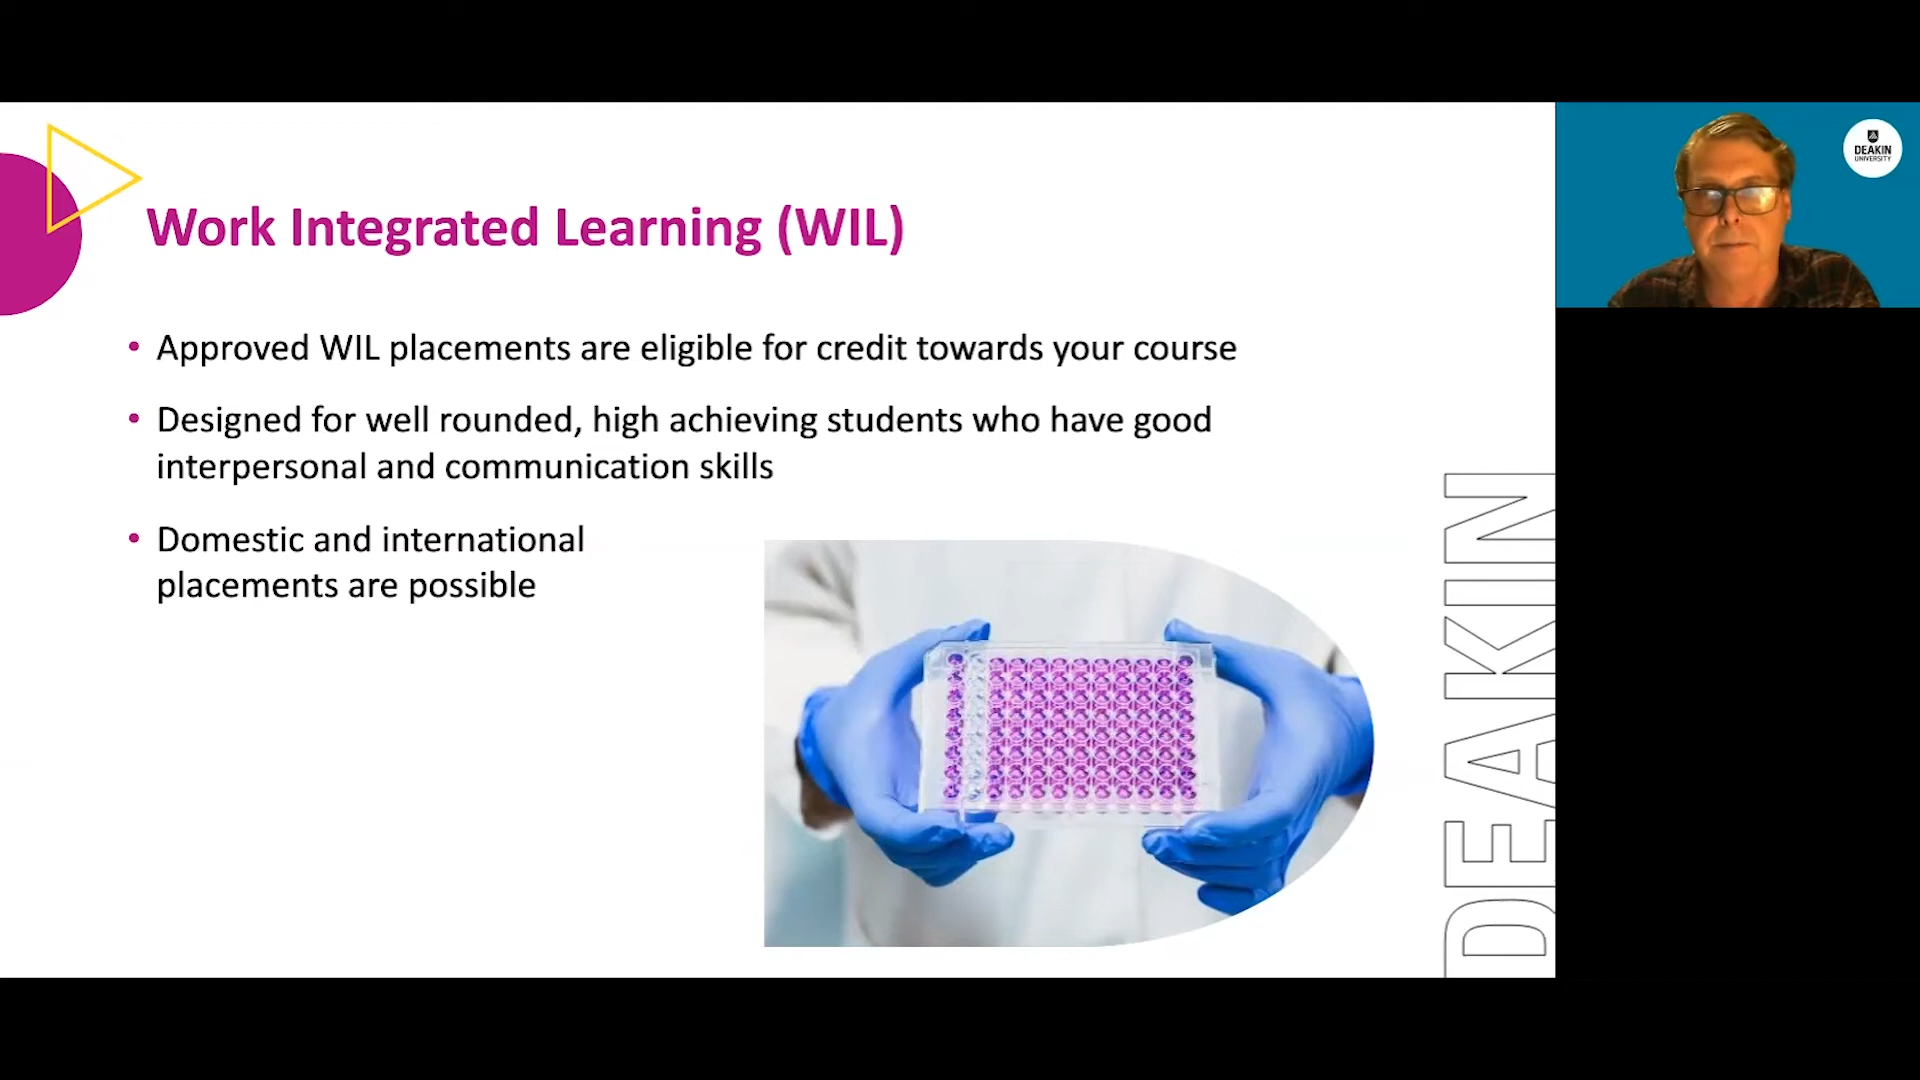 Work Integrated Learning (WIL)
• Approved WIL placements are eligible for credit towards your course
• Designed for well rounded, high achieving students who have good
interpersonal and communication skills
• Domestic and international
placements are possible
DEAKIN
DEAKIN
UNIVERSITY